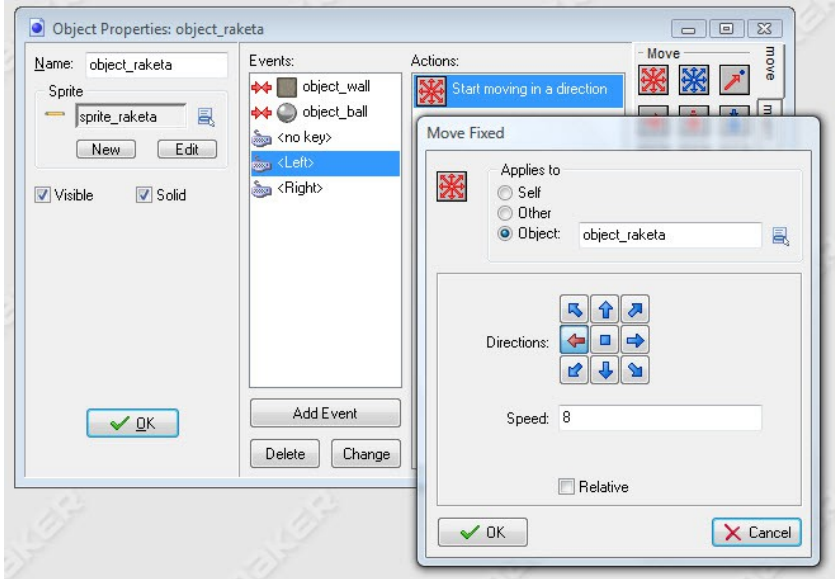 Object Properties: object_raketa
Name: object_raketa
Sprite
sprite_raketa
New Edit
Visible Solid
OK
Events:
object_wall
object_ball
<no key>
<Left>
<Right>
Add Event
Delete Change
Actions:
Start moving in a direction
Move
move
Move Fixed
Applies to
Self
Other
Object: object_raketa
Directions:
Speed: 8
Relative
OK Cancel